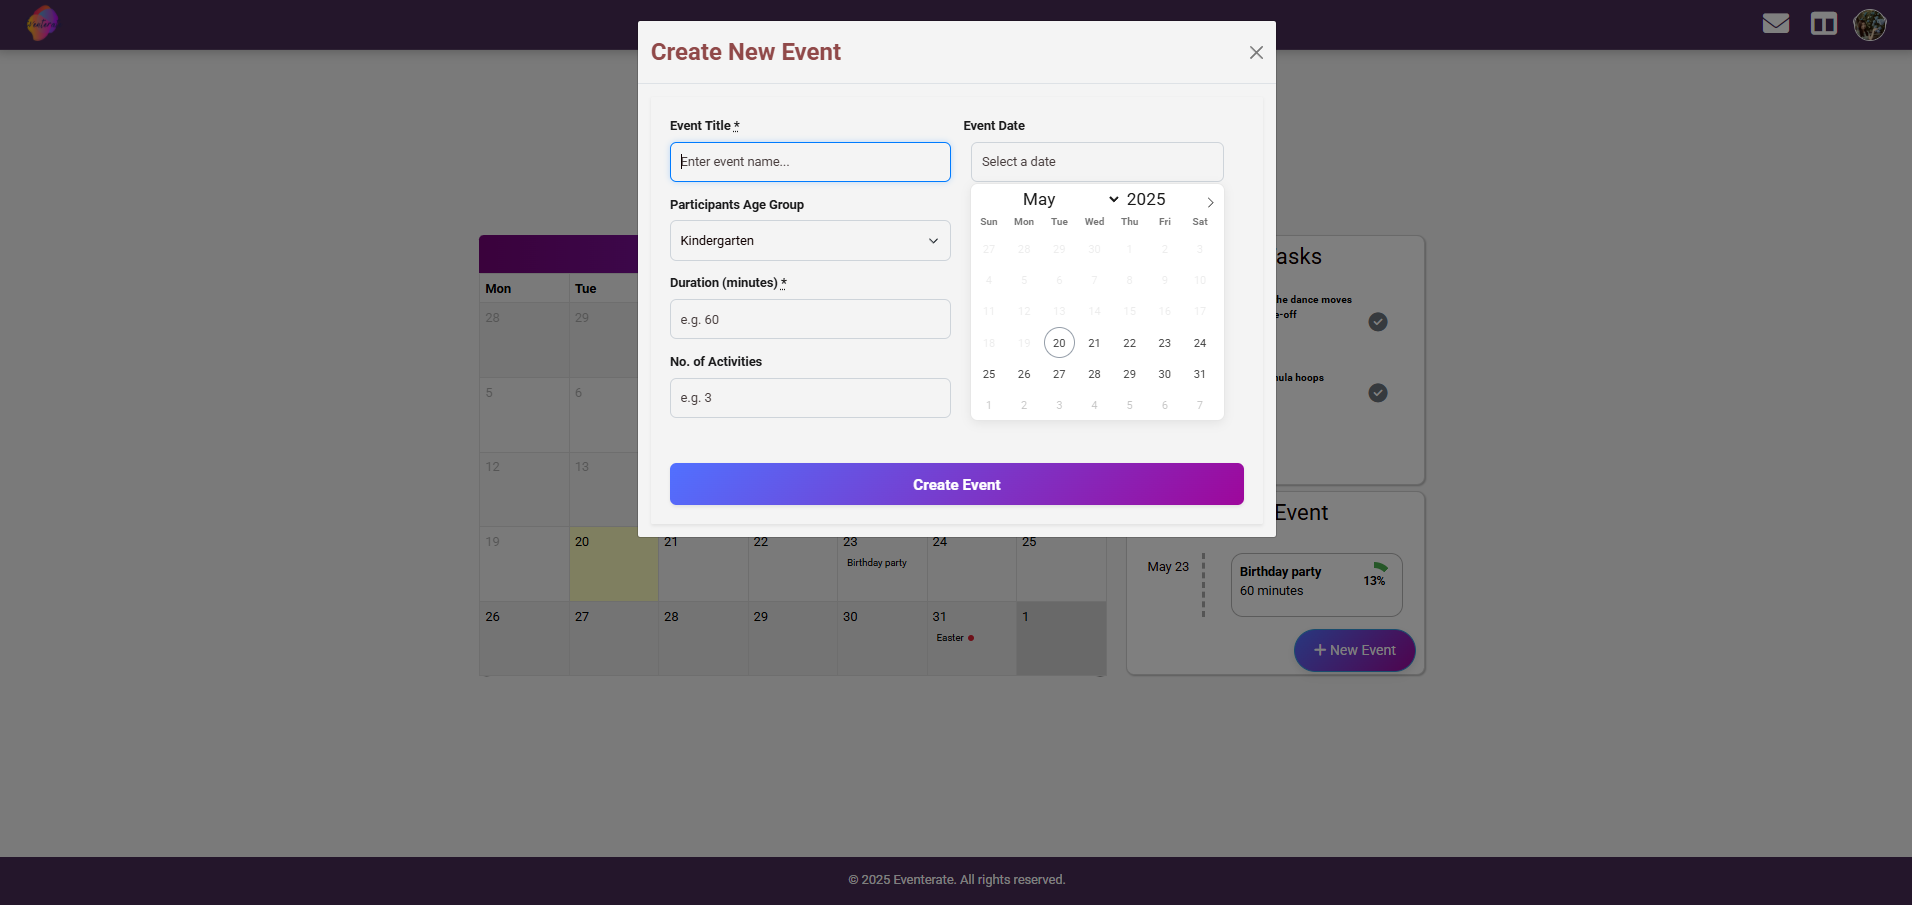 Create New Event
Event Title *
Enter event name...
Event Date
Select a date
Participants Age Group
Kindergarten
Duration (minutes) *
e.g. 60
No. of Activities
e.g. 3
May 2025
Sun Mon Tue Wed Thu Fri Sat
27 28 29 30 1 2 3
4 5 6 7 8 9 10
11 12 13 14 15 16 17
18 19 20 21 22 23 24
25 26 27 28 29 30 31
1 2 3 4 5 6 7
Create Event
Mon Tue
28 29
5 6
12 13
19 20 21 22 23 24 25
Birthday party
26 27 28 29 30 31 1
Easter
asks
he dance moves
e-off
ula hoops
Event
May 23
Birthday party
60 minutes
13%
+ New Event
© 2025 Eventerate. All rights reserved.